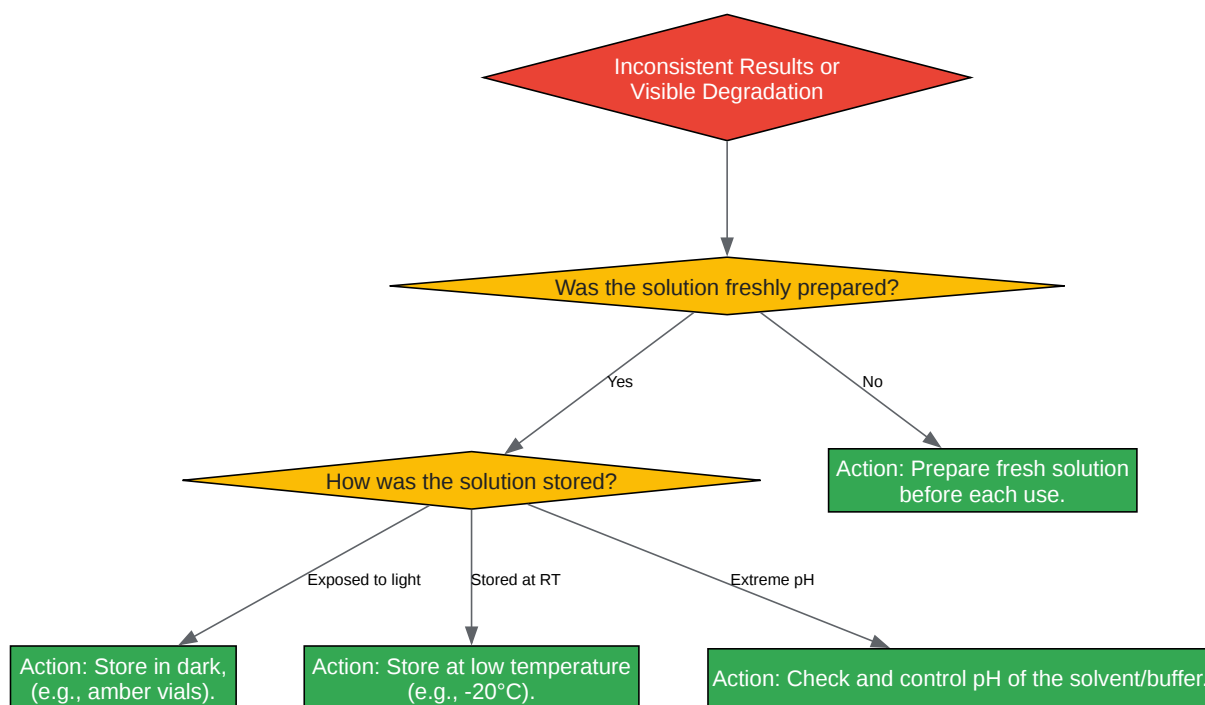 Inconsistent Results or
Visible Degradation
Was the solution freshly prepared?
Yes
No
How was the solution stored?
Action: Prepare fresh solution
before each use.
Exposed to light
Stored at RT
Extreme pH
Action: Store in dark,
(e.g., amber vials).
Action: Store at low temperature
(e.g., -20°C).
Action: Check and control pH of the solvent/buffer.